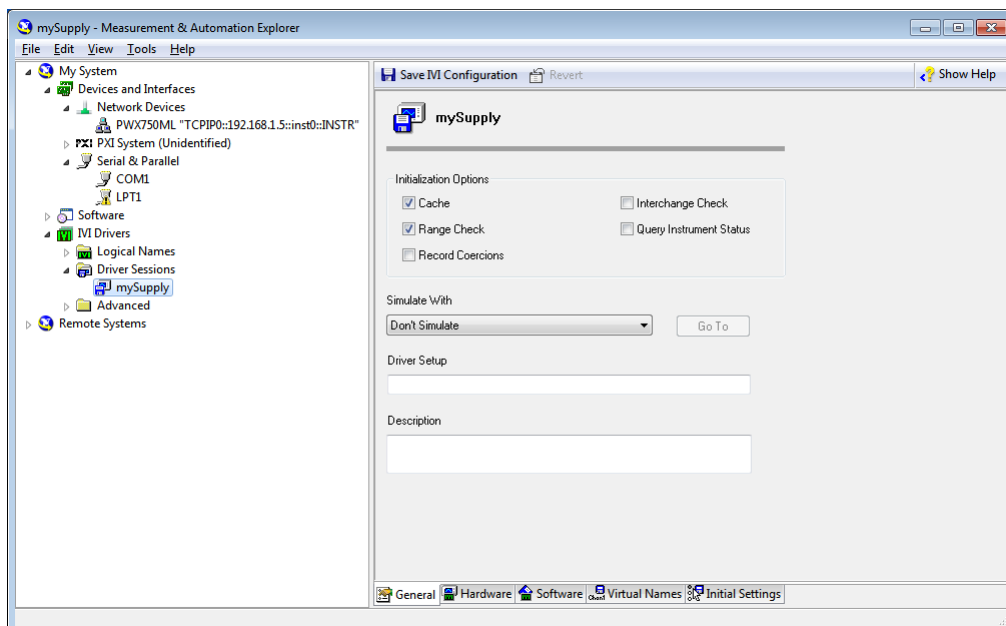 mySupply - Measurement & Automation Explorer
File Edit View Tools Help
My System
Devices and Interfaces
Network Devices
PWX750ML "TCPIP0::192.168.1.5::inst0::INSTR"
PXI PXI System (Unidentified)
Serial & Parallel
COM1
LPT1
Software
IVI IVI Drivers
IVI Logical Names
Driver Sessions
mySupply
Advanced
Remote Systems
Save IVI Configuration Revert
Show Help
mySupply
Initialization Options
Cache Interchange Check
Range Check Query Instrument Status
Record Coercions
Simulate With
Don't Simulate Go To
Driver Setup
Description
General Hardware Software Virtual Names Initial Settings